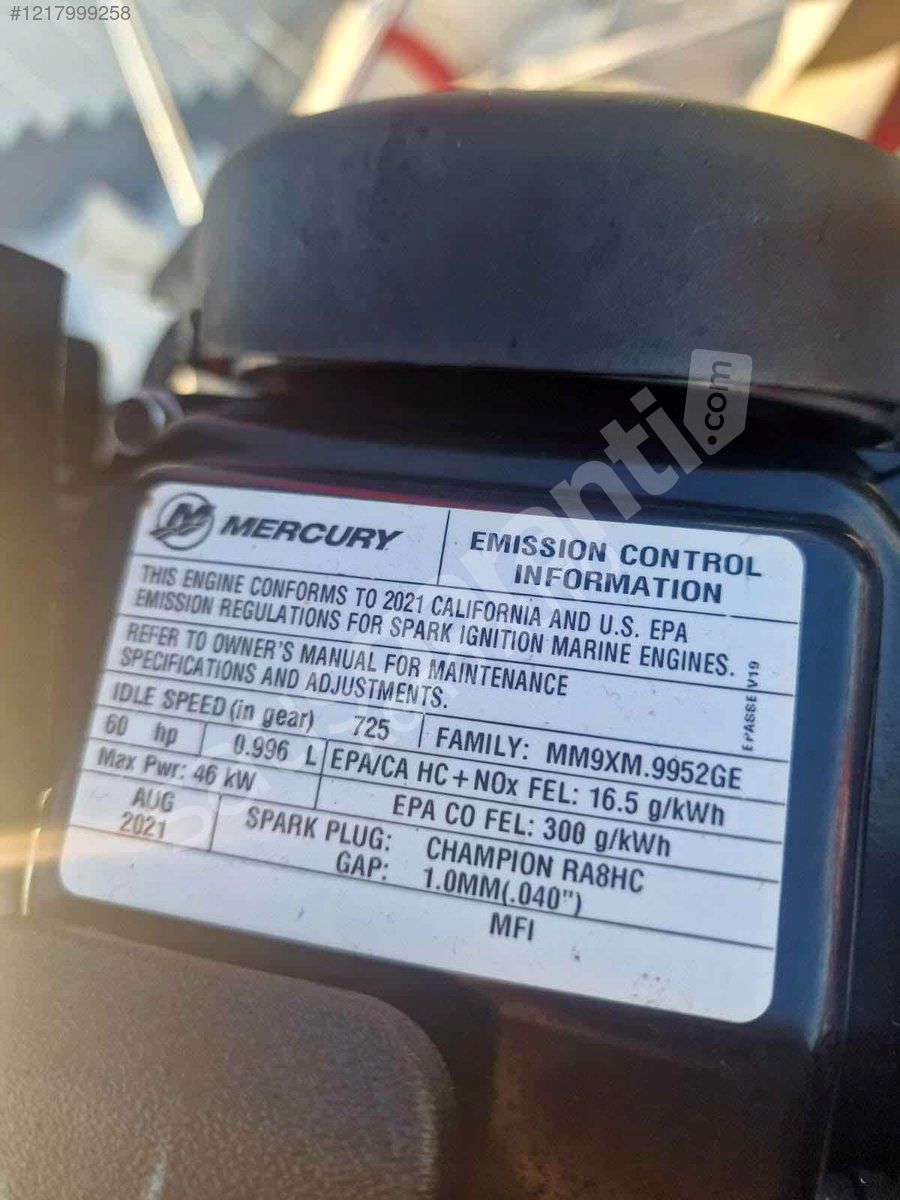 #1217999258
sahibinden.com
MERCURY
EMISSION CONTROL
INFORMATION
THIS ENGINE CONFORMS TO 2021 CALIFORNIA AND U.S. EPA
EMISSION REGULATIONS FOR SPARK IGNITION MARINE ENGINES.
REFER TO OWNER'S MANUAL FOR MAINTENANCE
SPECIFICATIONS AND ADJUSTMENTS.
IDLE SPEED (in gear) 725
FAMILY: MM9XM.9952GE
60 hp 0.996 L
EPA/CA HC + NOx FEL: 16.5 g/kWh
Max Pwr: 46 kW
EPA CO FEL: 300 g/kWh
AUG
2021
SPARK PLUG: CHAMPION RA8HC
GAP: 1.0MM(.040")
MFI